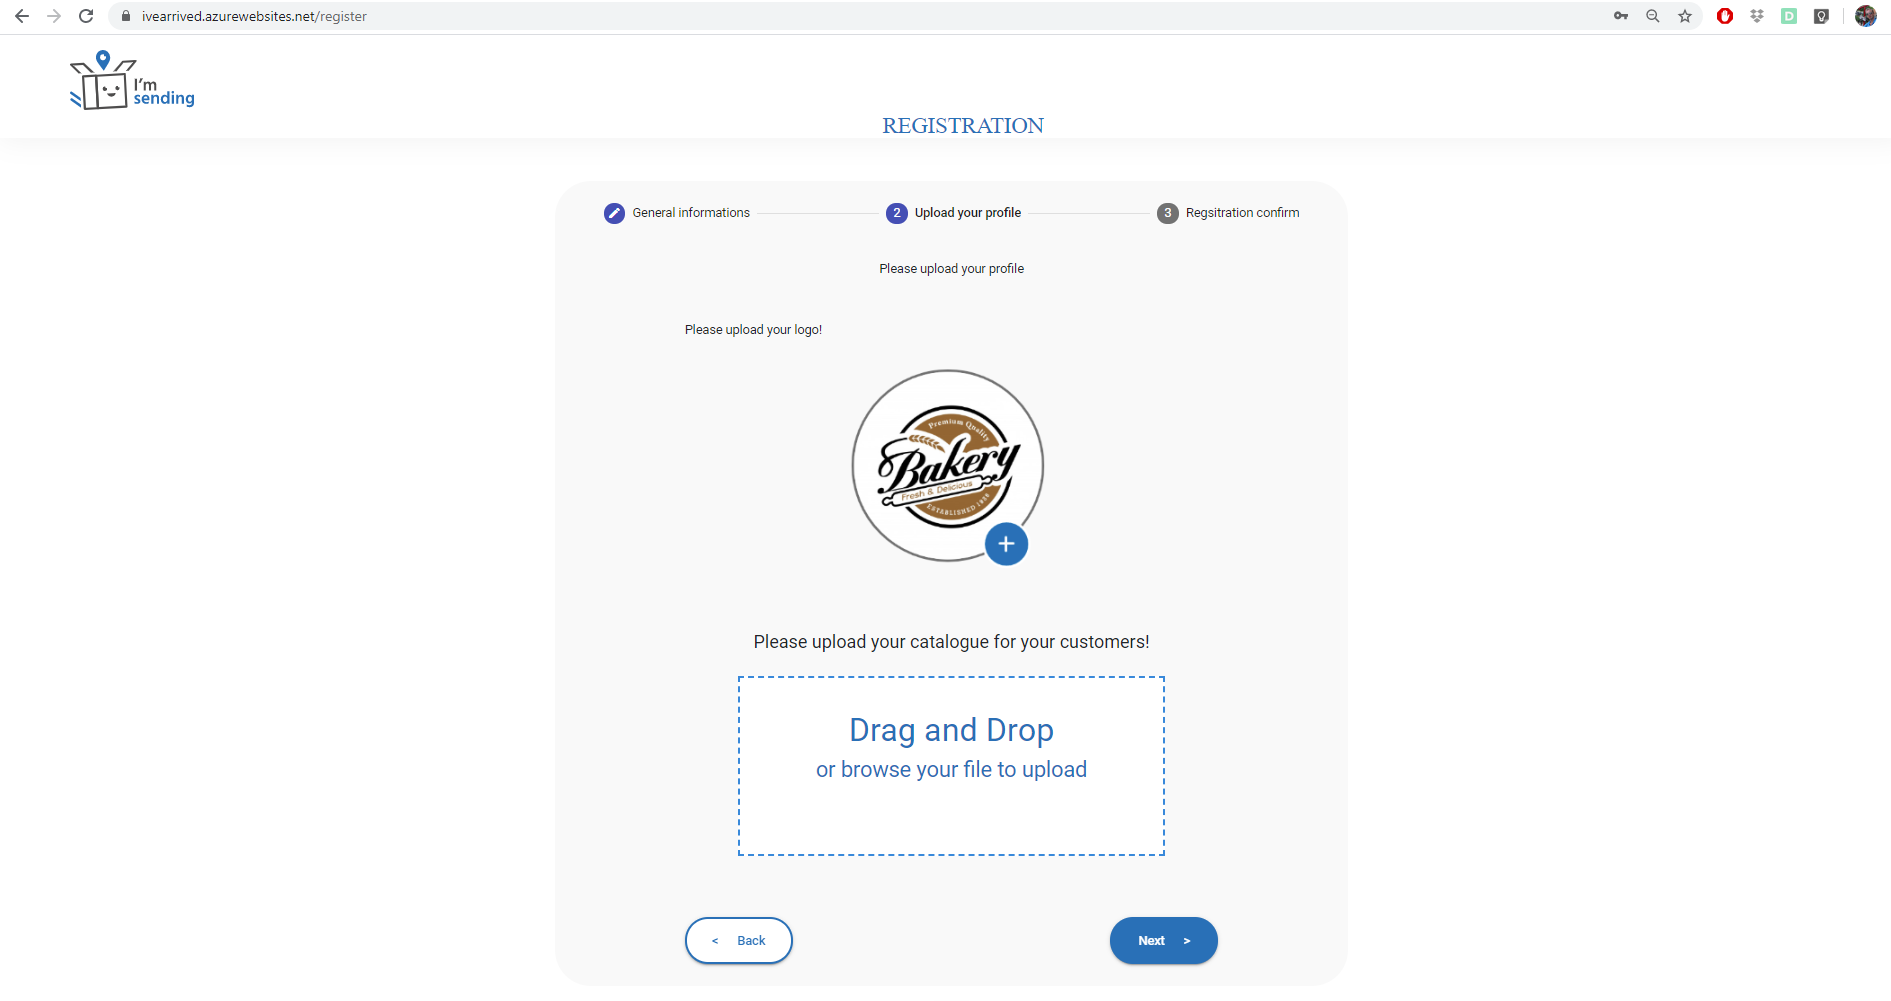 ivearrived.azurewebsites.net/register
I'm
sending
REGISTRATION
General informations
2 Upload your profile
3 Regsitration confirm
Please upload your profile
Please upload your logo!
Premium Quality
Bakery
Fresh & Delicious
Please upload your catalogue for your customers!
Drag and Drop
or browse your file to upload
< Back
Next >